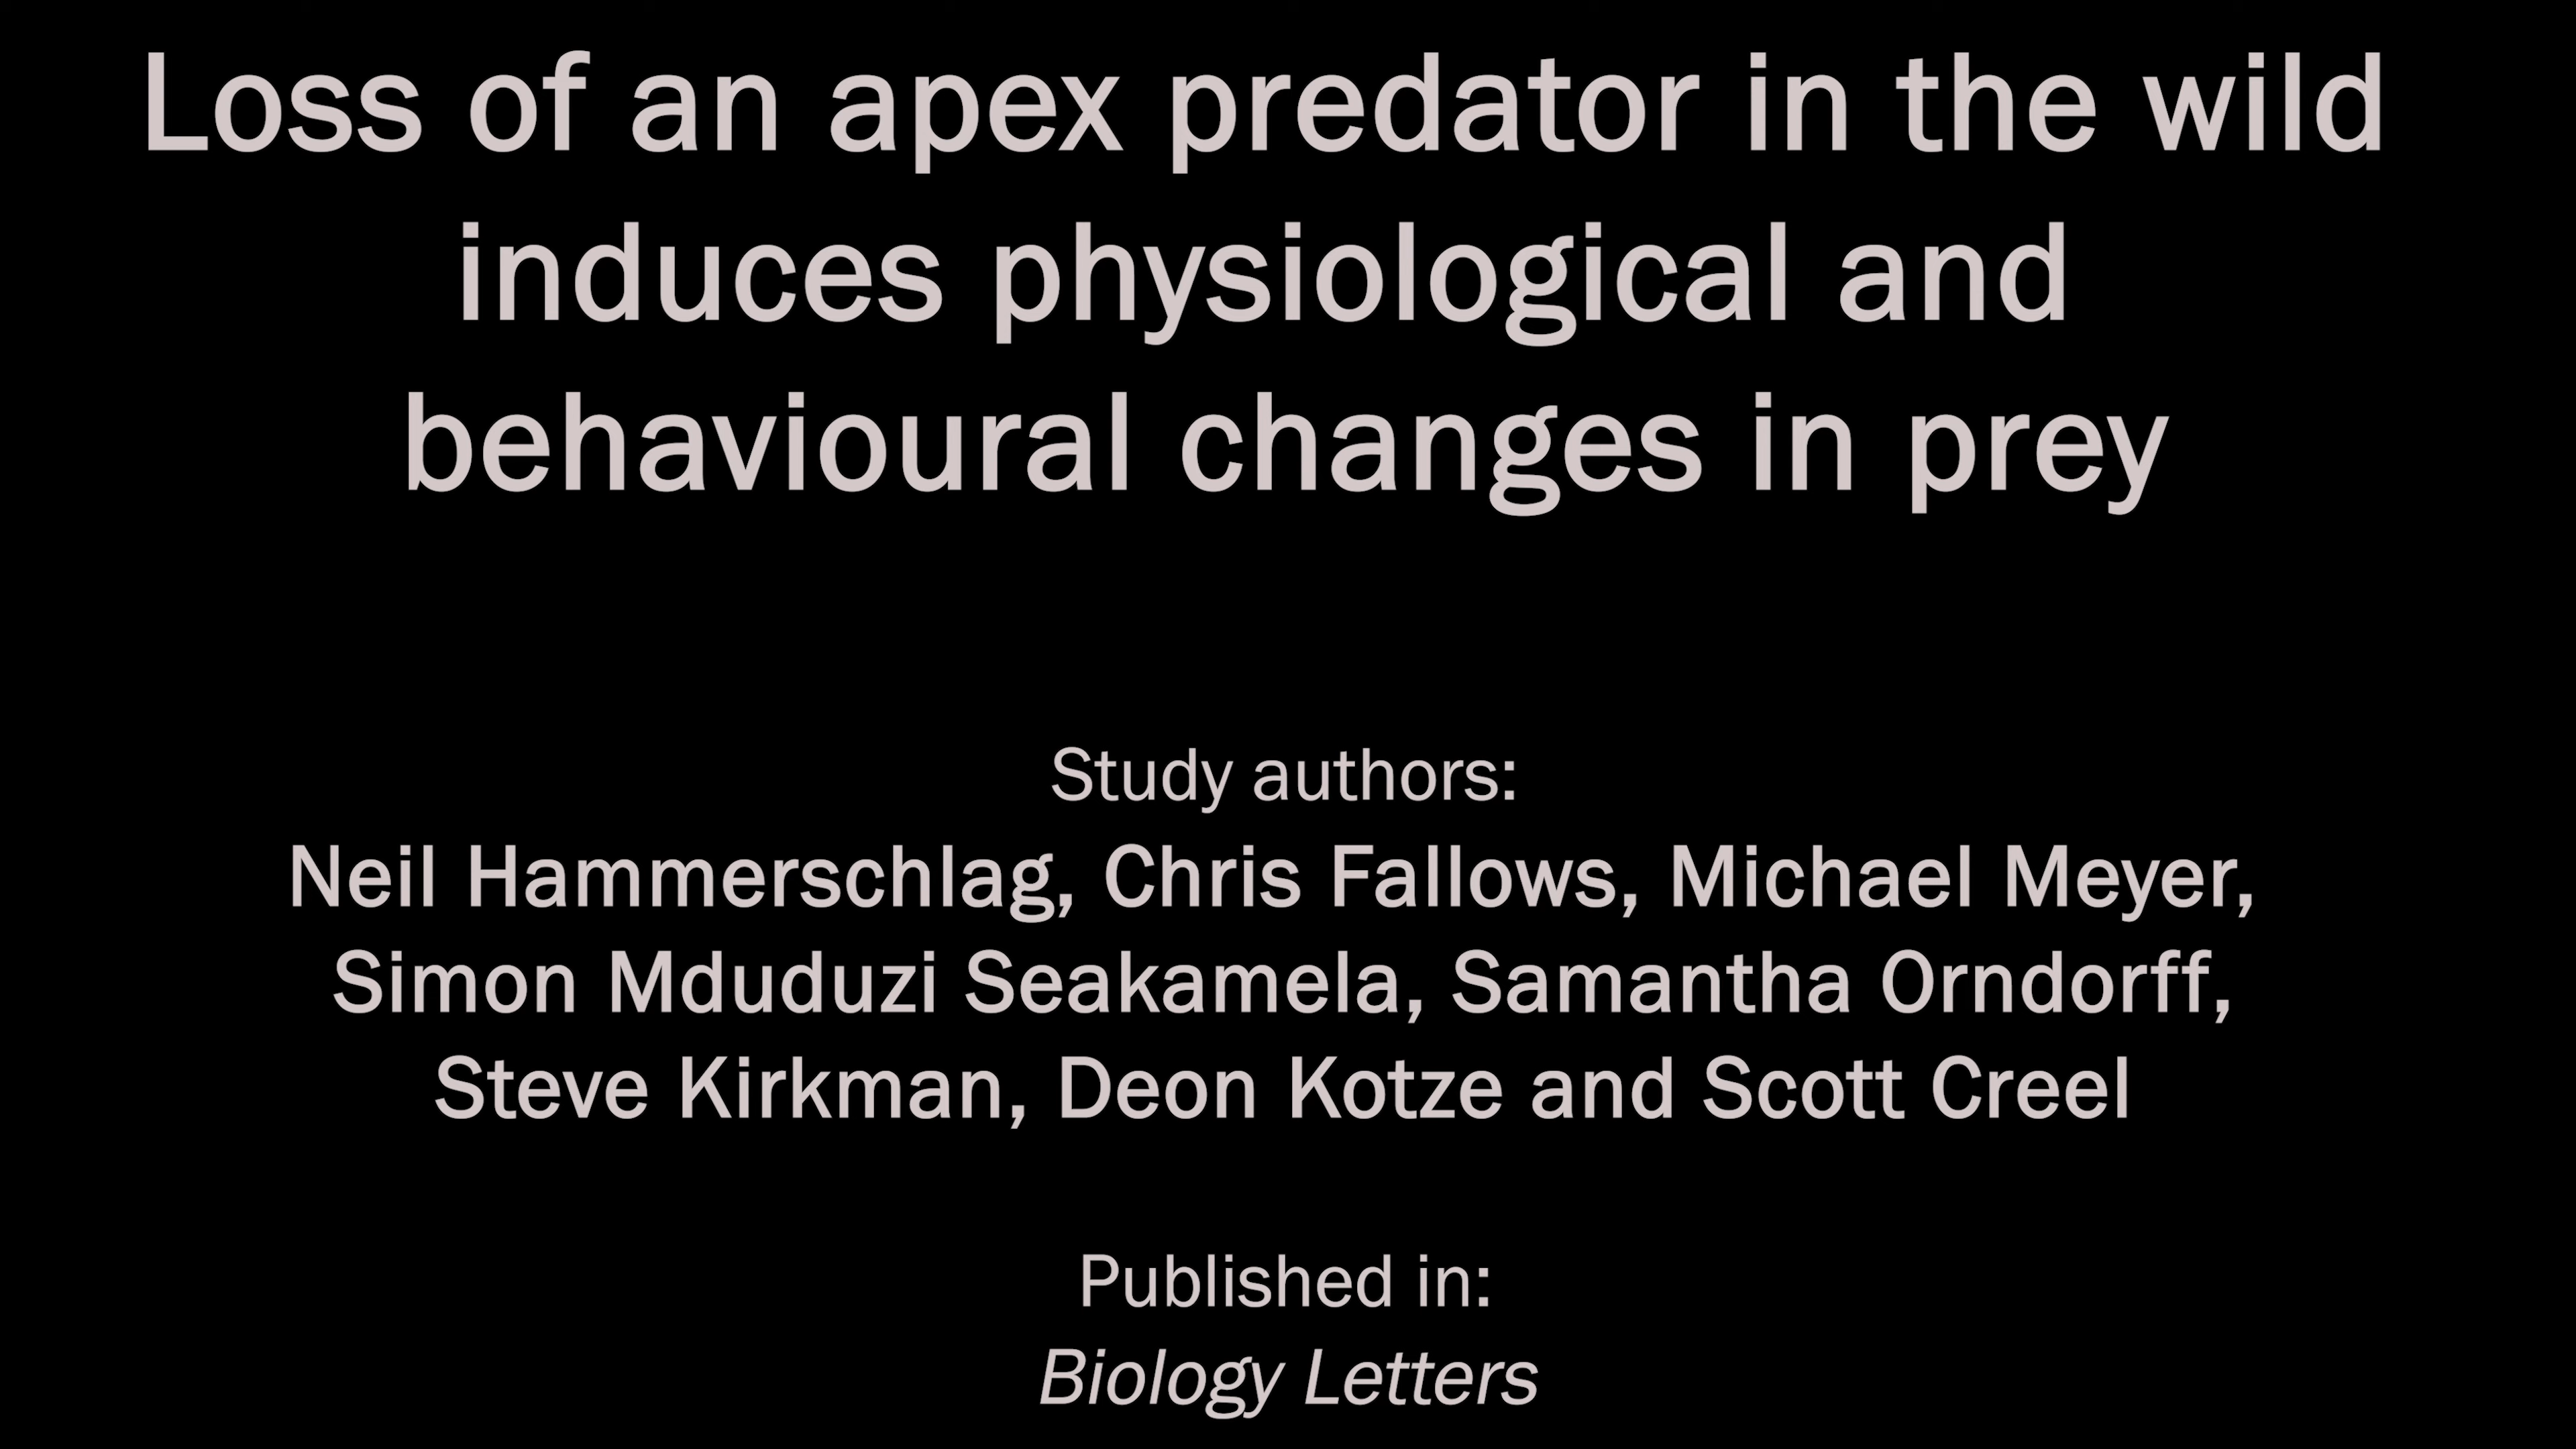 Loss of an apex predator in the wild
induces physiological and
behavioural changes in prey
Study authors:
Neil Hammerschlag, Chris Fallows, Michael Meyer,
Simon Mduduzi Seakamela, Samantha Orndorff,
Steve Kirkman, Deon Kotze and Scott Creel
Published in:
Biology Letters